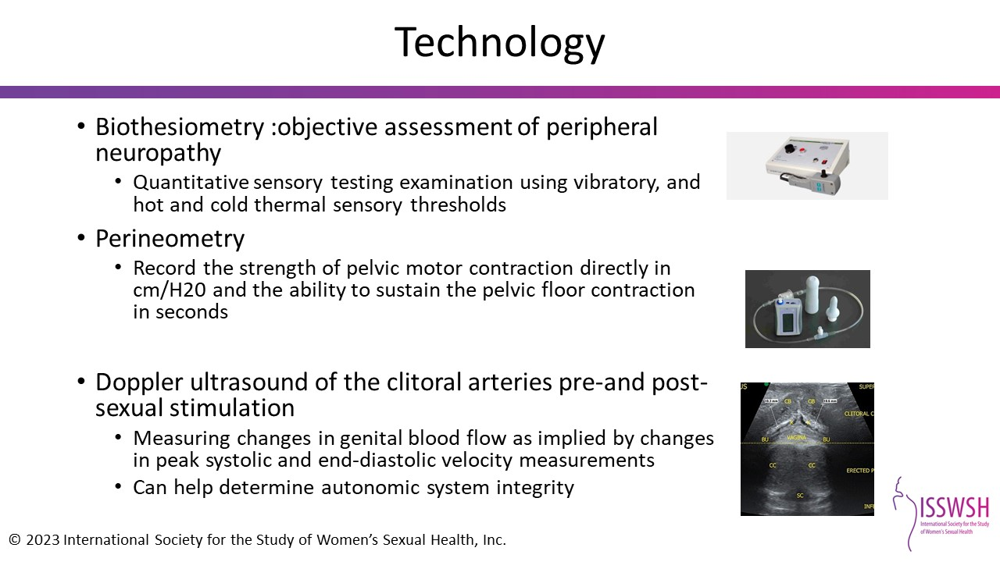 Technology
• Biothesiometry :objective assessment of peripheral
neuropathy
• Quantitative sensory testing examination using vibratory, and
hot and cold thermal sensory thresholds
• Perineometry
• Record the strength of pelvic motor contraction directly in
cm/H20 and the ability to sustain the pelvic floor contraction
in seconds
• Doppler ultrasound of the clitoral arteries pre-and post-
sexual stimulation
• Measuring changes in genital blood flow as implied by changes
in peak systolic and end-diastolic velocity measurements
• Can help determine autonomic system integrity
US
SUPER
CB CB
CLITORAL C
VAGINA
BU BU
CC CC
ERECTED P
SC
INFE
ISSWSH
International Society for the Study
of Women's Sexual Health
© 2023 International Society for the Study of Women’s Sexual Health, Inc.